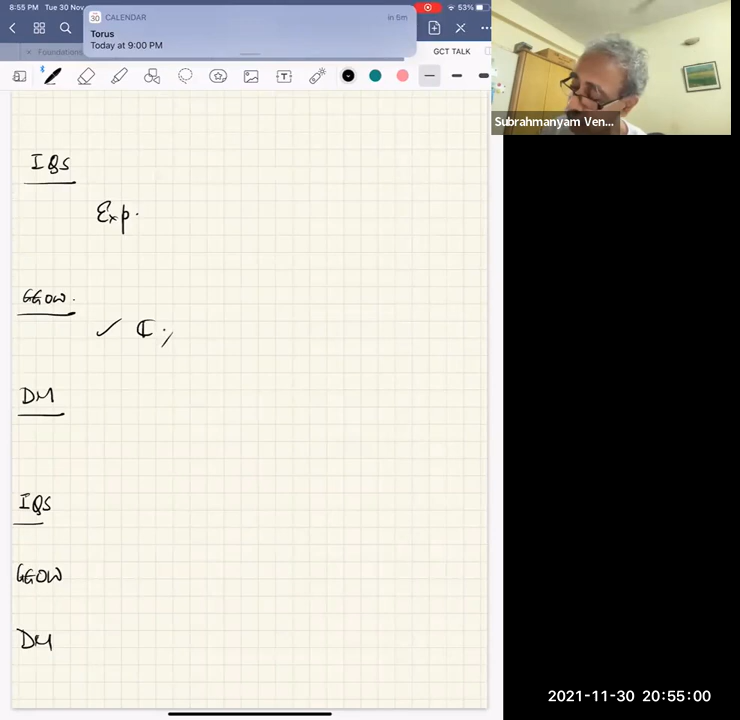 8:55 PM Tue 30 Nov
53%
30 CALENDAR in 5m
Torus
Today at 9:00 PM
Foundations
GCT TALK
Subrahmanyam Ven...
IQS
Exp.
GGOW.
✓ ℂ ;
DM
IQS
GGOW
DM
2021-11-30 20:55:00